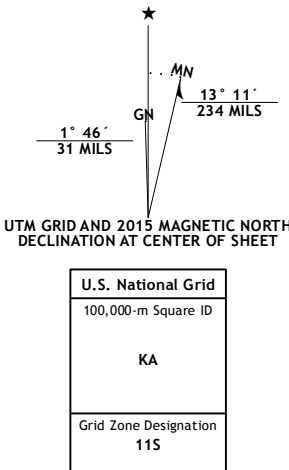 ★
MN
13° 11´
234 MILS
GN
1° 46´
31 MILS
UTM GRID AND 2015 MAGNETIC NORTH
DECLINATION AT CENTER OF SHEET
U.S. National Grid
100,000-m Square ID
KA
Grid Zone Designation
11S